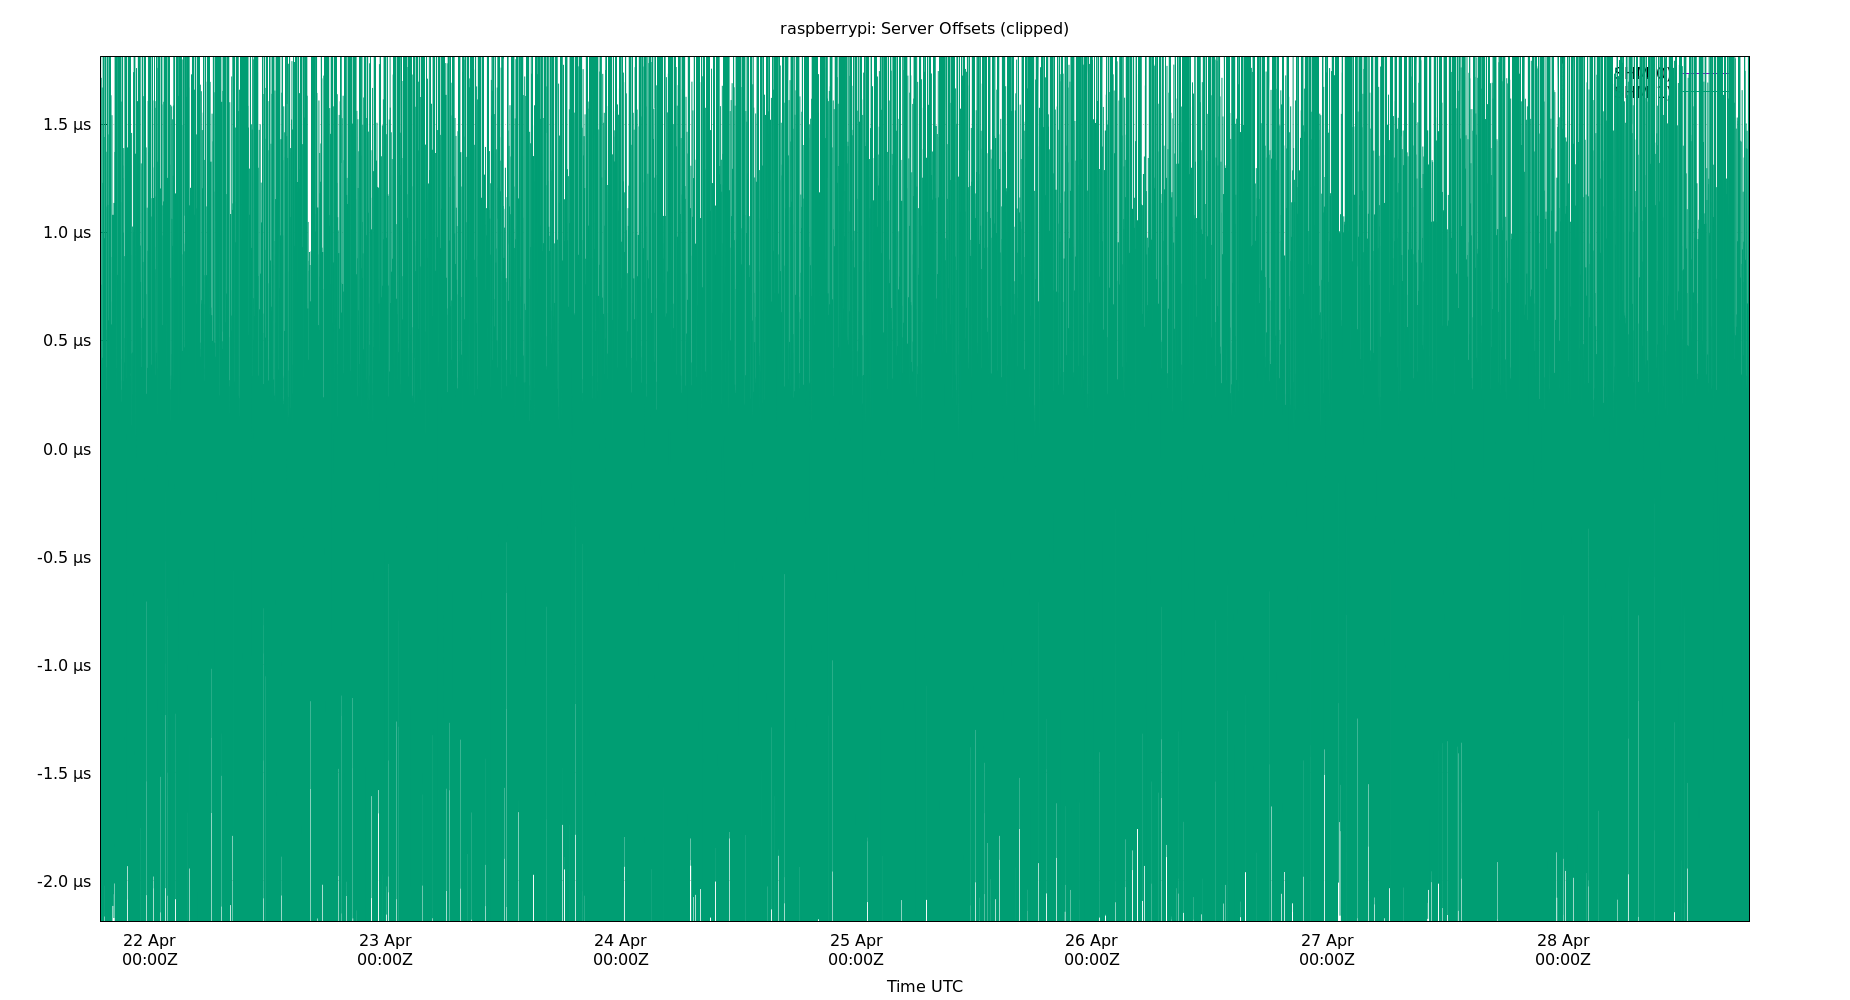 raspberrypi: Server Offsets (clipped)
1.5 µs
1.0 µs
0.5 µs
0.0 µs
-0.5 µs
-1.0 µs
-1.5 µs
-2.0 µs
22 Apr 23 Apr 24 Apr 25 Apr 26 Apr 27 Apr 28 Apr
00:00Z 00:00Z 00:00Z 00:00Z 00:00Z 00:00Z 00:00Z
Time UTC